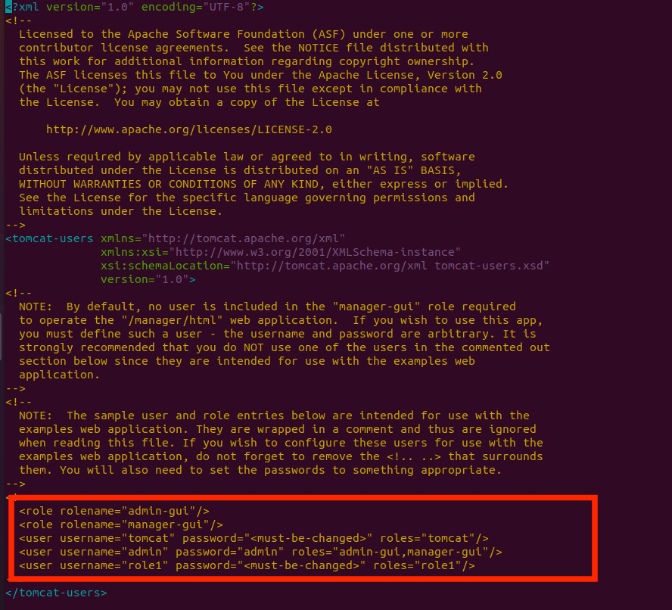 <?xml version="1.0" encoding="UTF-8"?>
<!--
Licensed to the Apache Software Foundation (ASF) under one or more
contributor license agreements.  See the NOTICE file distributed with
this work for additional information regarding copyright ownership.
The ASF licenses this file to You under the Apache License, Version 2.0
(the "License"); you may not use this file except in compliance with
the License.  You may obtain a copy of the License at
http://www.apache.org/licenses/LICENSE-2.0
Unless required by applicable law or agreed to in writing, software
distributed under the License is distributed on an "AS IS" BASIS,
WITHOUT WARRANTIES OR CONDITIONS OF ANY KIND, either express or implied.
See the License for the specific language governing permissions and
limitations under the License.
-->
<tomcat-users xmlns="http://tomcat.apache.org/xml"
xmlns:xsi="http://www.w3.org/2001/XMLSchema-instance"
xsi:schemaLocation="http://tomcat.apache.org/xml tomcat-users.xsd"
version="1.0">
<!--
NOTE:  By default, no user is included in the "manager-gui" role required
to operate the "/manager/html" web application.  If you wish to use this app,
you must define such a user - the username and password are arbitrary. It is
strongly recommended that you do NOT use one of the users in the commented out
section below since they are intended for use with the examples web
application.
-->
<!--
NOTE:  The sample user and role entries below are intended for use with the
examples web application. They are wrapped in a comment and thus are ignored
when reading this file. If you wish to configure these users for use with the
examples web application, do not forget to remove the <!.. ..> that surrounds
them. You will also need to set the passwords to something appropriate.
-->
<role rolename="admin-gui"/>
<role rolename="manager-gui"/>
<user username="tomcat" password="<must-be-changed>" roles="tomcat"/>
<user username="admin" password="admin" roles="admin-gui,manager-gui"/>
<user username="role1" password="<must-be-changed>" roles="role1"/>
</tomcat-users>